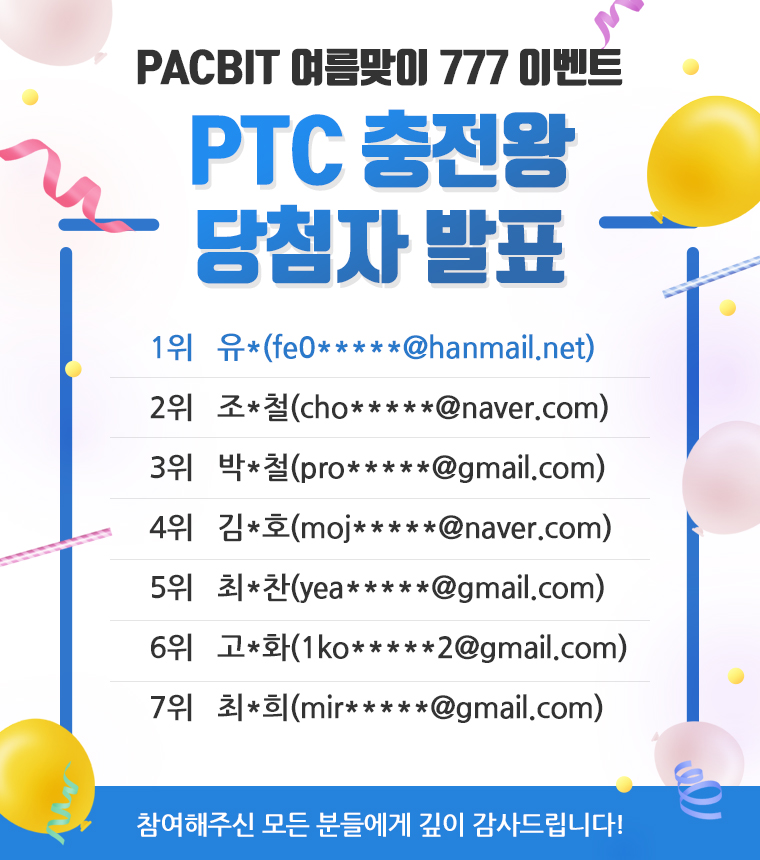 PACBIT 여름맞이 777 이벤트
PTC 충전왕
당첨자 발표
1위 유*(fe0*****@hanmail.net)
2위 조*철(cho*****@naver.com)
3위 박*철(pro*****@gmail.com)
4위 김*호(moj*****@naver.com)
5위 최*찬(yea*****@gmail.com)
6위 고*화(1ko*****2@gmail.com)
7위 최*희(mir*****@gmail.com)
참여해주신 모든 분들에게 깊이 감사드립니다!